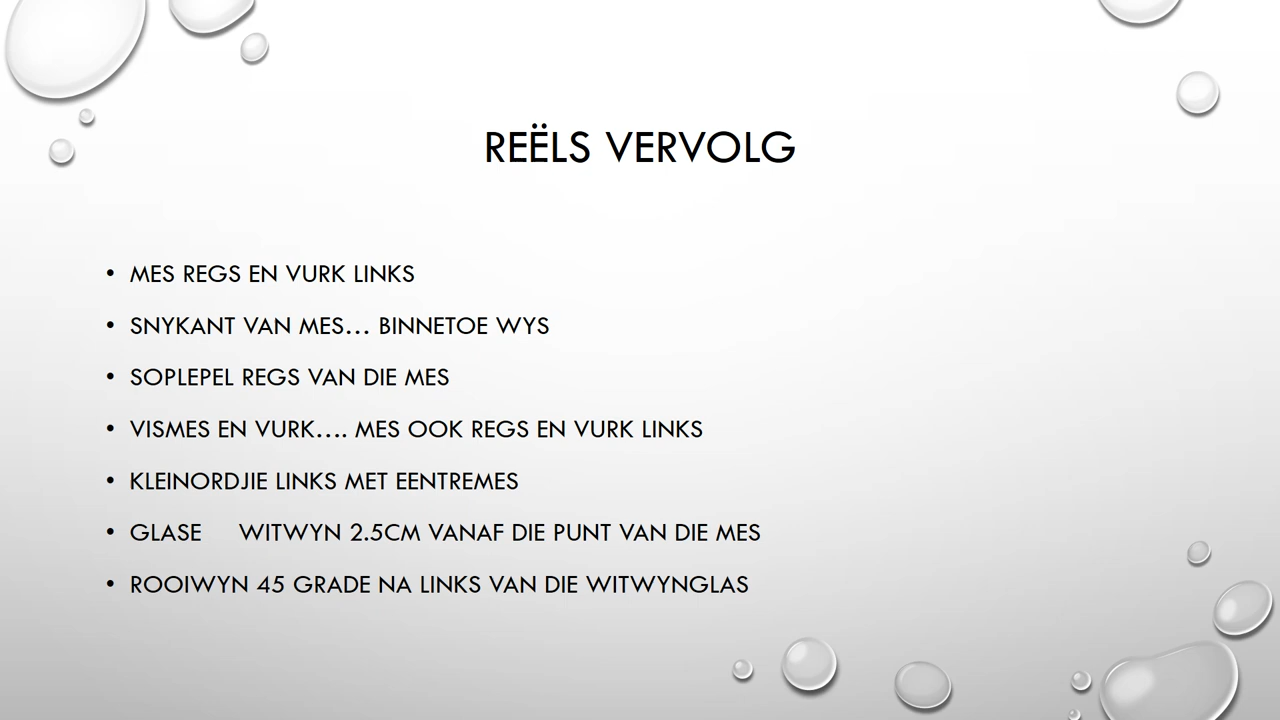 REËLS VERVOLG
• MES REGS EN VURK LINKS
• SNYKANT VAN MES... BINNETOE WYS
• SOPLEPEL REGS VAN DIE MES
• VISMES EN VURK.... MES OOK REGS EN VURK LINKS
• KLEINORDJIE LINKS MET EENTREMES
• GLASE WITWYN 2.5CM VANAF DIE PUNT VAN DIE MES
• ROOIWYN 45 GRADE NA LINKS VAN DIE WITWYNGLAS